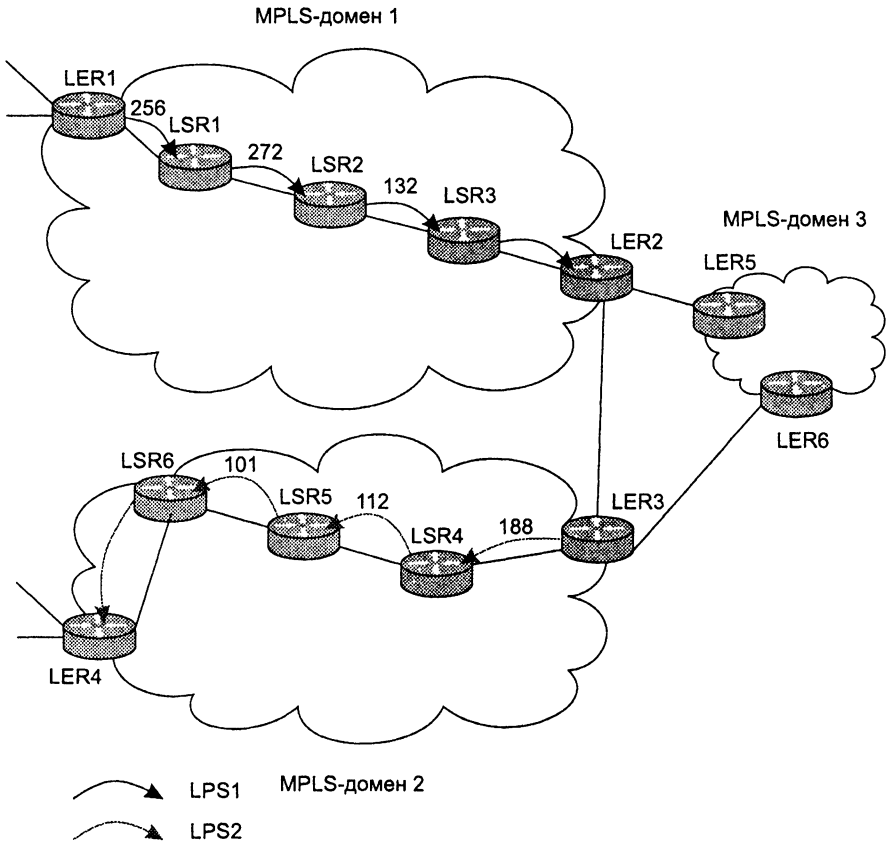 MPLS-домен 1
LER1
256
LSR1
272
LSR2
132
LSR3
MPLS-домен 3
LER2
LER5
LER6
LSR6
101
LSR5
112
LSR4
188
LER3
LER4
LPS1
MPLS-домен 2
LPS2